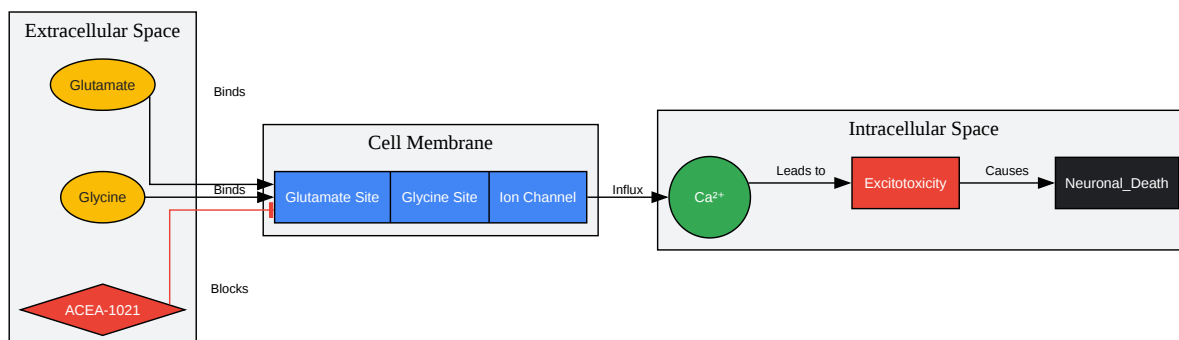 Extracellular Space
Glutamate
Binds
Glycine
Binds
ACEA-1021
Blocks
Cell Membrane
Glutamate Site
Glycine Site
Ion Channel
Influx
Intracellular Space
Ca²⁺
Leads to
Excitotoxicity
Causes
Neuronal_Death